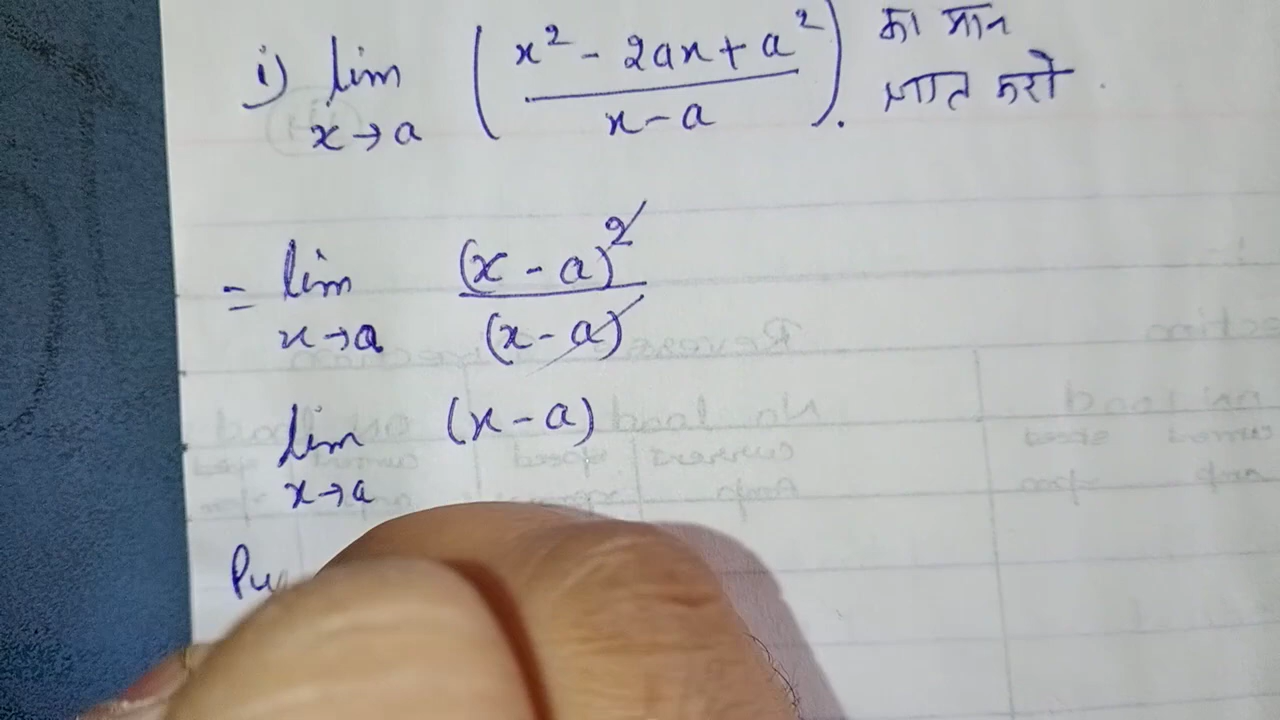 i) lim x→a ( (x² - 2ax + a²) / (x - a) ). का मान
ज्ञात करो .
= lim x→a (x - a)² / (x - a)
lim x→a (x - a)